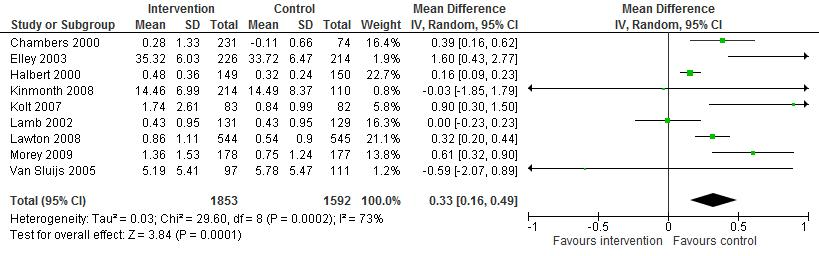 Intervention Control Mean Difference Mean Difference
Study or Subgroup Mean SD Total Mean SD Total Weight IV, Random, 95% CI IV, Random, 95% CI
Chambers 2000 0.28 1.33 231 -0.11 0.66 74 16.4% 0.39 [0.16, 0.62]
Elley 2003 35.32 6.03 226 33.72 6.47 214 1.9% 1.60 [0.43, 2.77]
Halbert 2000 0.48 0.36 149 0.32 0.24 150 22.7% 0.16 [0.09, 0.23]
Kinmonth 2008 14.46 6.99 214 14.49 8.37 110 0.8% -0.03 [-1.85, 1.79]
Kolt 2007 1.74 2.61 83 0.84 0.99 82 5.8% 0.90 [0.30, 1.50]
Lamb 2002 0.43 0.95 131 0.43 0.95 129 16.3% 0.00 [-0.23, 0.23]
Lawton 2008 0.86 1.11 544 0.54 0.9 545 21.1% 0.32 [0.20, 0.44]
Morey 2009 1.36 1.53 178 0.75 1.24 177 13.8% 0.61 [0.32, 0.90]
Van Sluijs 2005 5.19 5.41 97 5.78 5.47 111 1.2% -0.59 [-2.07, 0.89]
Total (95% CI) 1853 1592 100.0% 0.33 [0.16, 0.49]
Heterogeneity: Tau² = 0.03; Chi² = 29.60, df = 8 (P = 0.0002); I² = 73%
Test for overall effect: Z = 3.84 (P = 0.0001)
-1 -0.5 0 0.5 1
Favours intervention Favours control